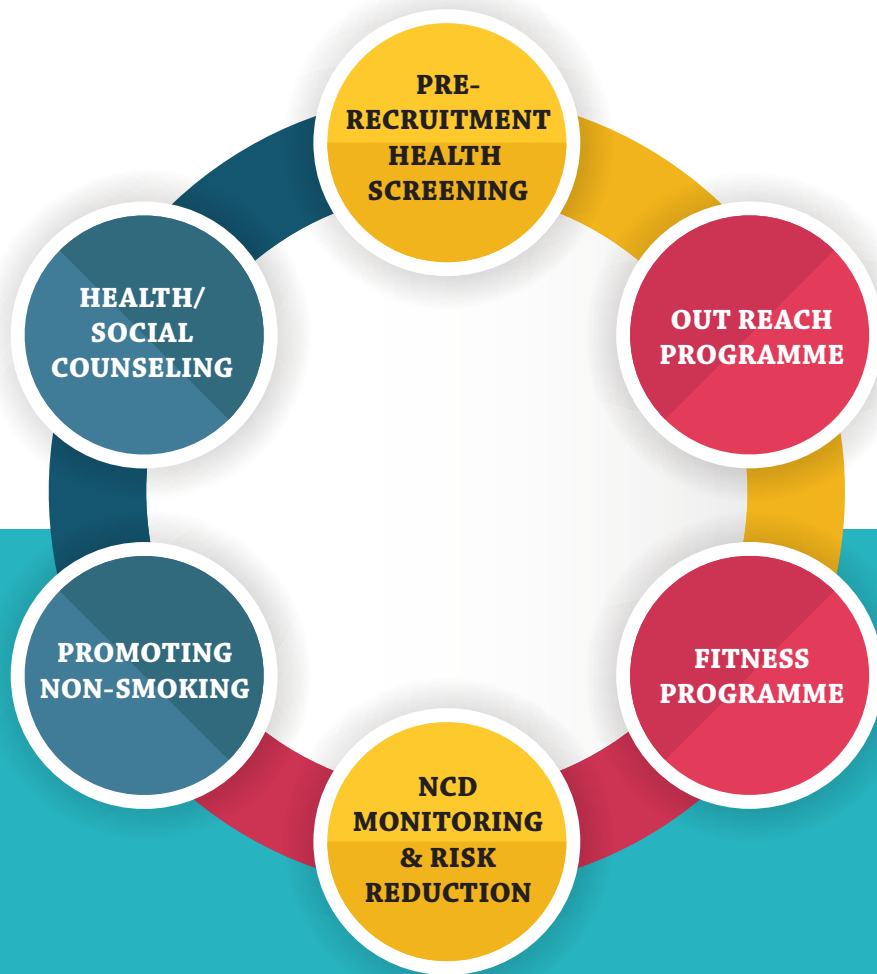 PRE-
RECRUITMENT
HEALTH
SCREENING
OUT REACH
PROGRAMME
FITNESS
PROGRAMME
NCD
MONITORING
& RISK
REDUCTION
PROMOTING
NON-SMOKING
HEALTH/
SOCIAL
COUNSELING